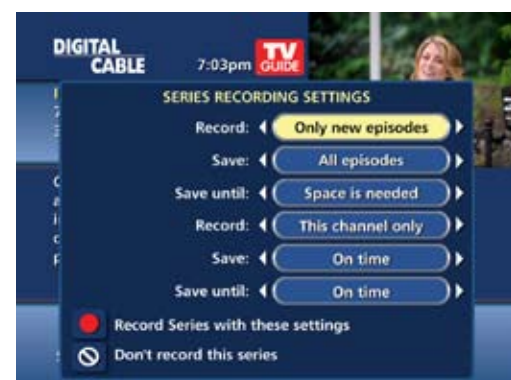 DIGITAL
CABLE
7:03pm
TV
GUIDE
SERIES RECORDING SETTINGS
Record: Only new episodes
Save: All episodes
Save until: Space is needed
Record: This channel only
Save: On time
Save until: On time
Record Series with these settings
Don't record this series